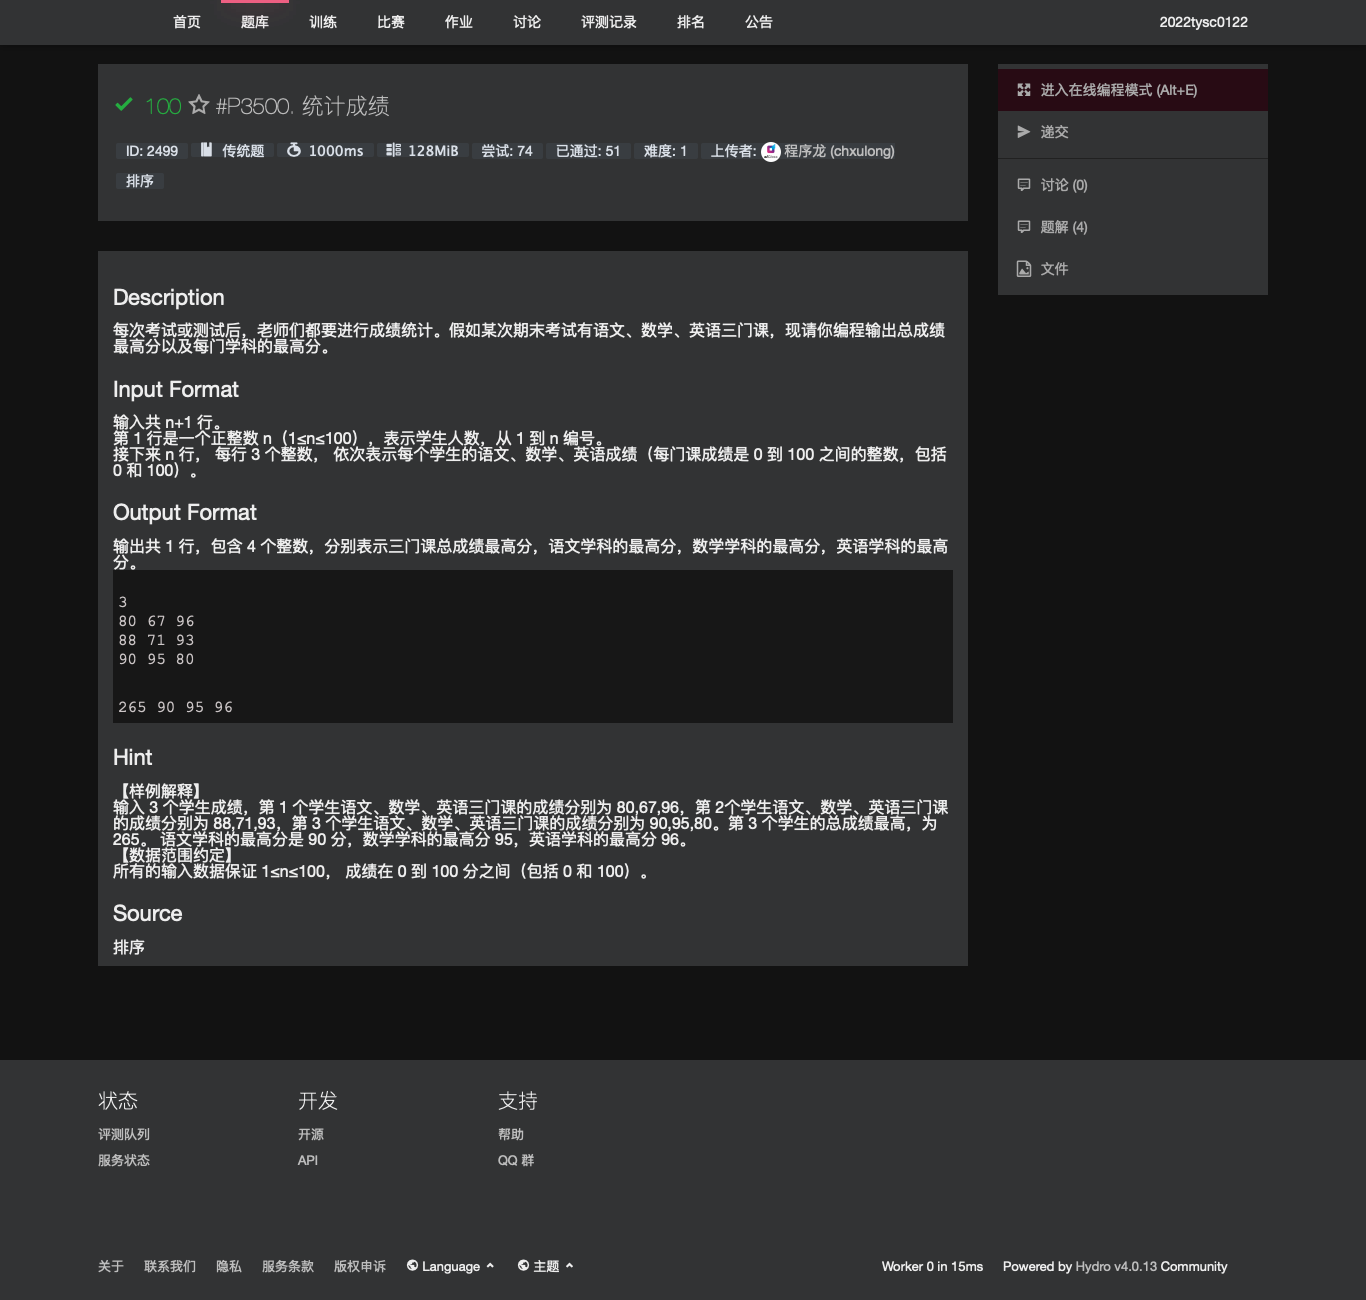 首页 题库 训练 比赛 作业 讨论 评测记录 排名 公告 2022tysc0122
100 #P3500. 统计成绩
ID: 2499 传统题 1000ms 128MiB 尝试: 74 已通过: 51 难度: 1 上传者: 程序龙 (chxulong)
排序
进入在线编程模式 (Alt+E)
递交
讨论 (0)
题解 (4)
文件
Description
每次考试或测试后，老师们都要进行成绩统计。假如某次期末考试有语文、数学、英语三门课，现请你编程输出总成绩
最高分以及每门学科的最高分。
Input Format
输入共 n+1 行。
第 1 行是一个正整数 n（1≤n≤100），表示学生人数，从 1 到 n 编号。
接下来 n 行， 每行 3 个整数， 依次表示每个学生的语文、数学、英语成绩（每门课成绩是 0 到 100 之间的整数，包括
0 和 100）。
Output Format
输出共 1 行，包含 4 个整数，分别表示三门课总成绩最高分，语文学科的最高分，数学学科的最高分，英语学科的最高
分。
3
80 67 96
88 71 93
90 95 80
265 90 95 96
Hint
【样例解释】
输入 3 个学生成绩，第 1 个学生语文、数学、英语三门课的成绩分别为 80,67,96，第 2个学生语文、数学、英语三门课
的成绩分别为 88,71,93，第 3 个学生语文、数学、英语三门课的成绩分别为 90,95,80。第 3 个学生的总成绩最高，为
265。 语文学科的最高分是 90 分，数学学科的最高分 95，英语学科的最高分 96。
【数据范围约定】
所有的输入数据保证 1≤n≤100， 成绩在 0 到 100 分之间（包括 0 和 100）。
Source
排序
状态 开发 支持
评测队列 开源 帮助
服务状态 API QQ 群
关于 联系我们 隐私 服务条款 版权申诉 Language 主题 Worker 0 in 15ms Powered by Hydro v4.0.13 Community